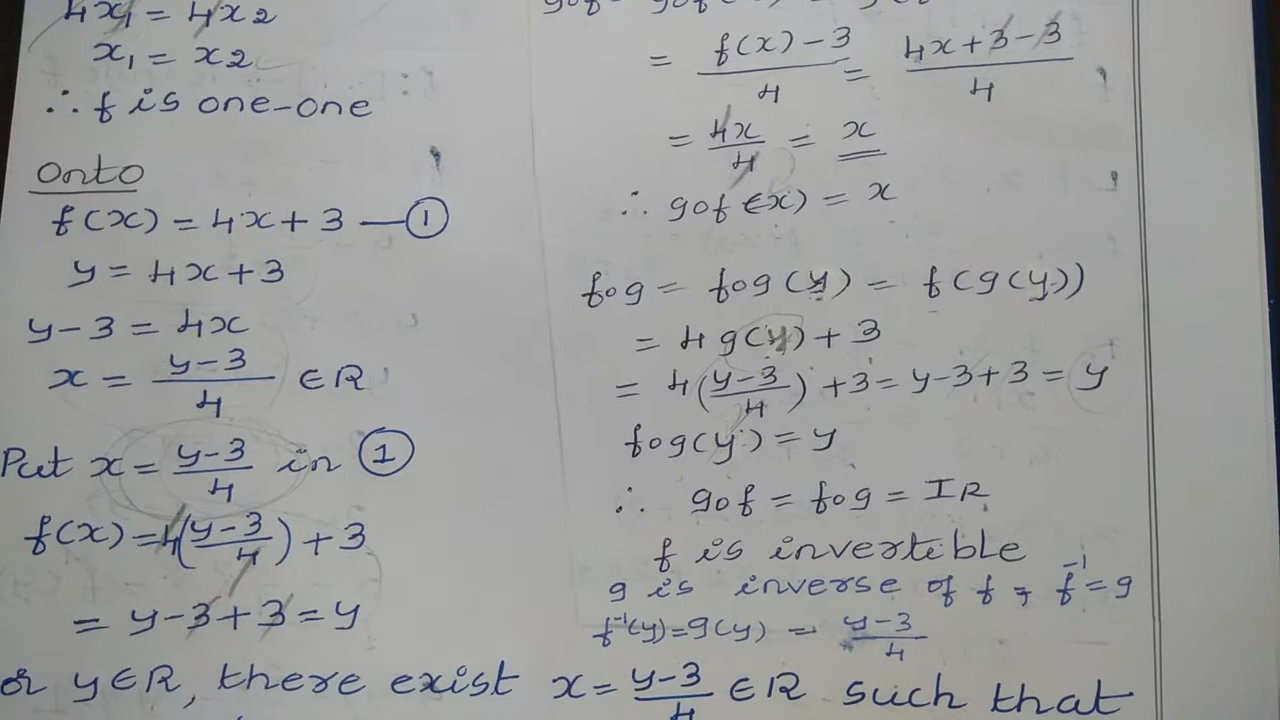 4x₁ = 4x₂
x₁ = x₂
∴ f is one-one
Onto
f(x) = 4x + 3 — ①
y = 4x + 3
y - 3 = 4x
x = (y-3)/4 ∈ R
Put x = (y-3)/4 in ①
f(x) = 4((y-3)/4) + 3
= y - 3 + 3 = y
or y ∈ R, there exist x = (y-3)/4 ∈ R such that
= (f(x) - 3)/4 = (4x + 3 - 3)/4
= 4x/4 = x
∴ gof (x) = x
fog = fog(y) = f(g(y))
= 4 g(y) + 3
= 4((y-3)/4) + 3 = y - 3 + 3 = y
fog(y) = y
∴ gof = fog = IR
f is invertible
g is inverse of f, f⁻¹ = g
f⁻¹(y) = g(y) = (y-3)/4